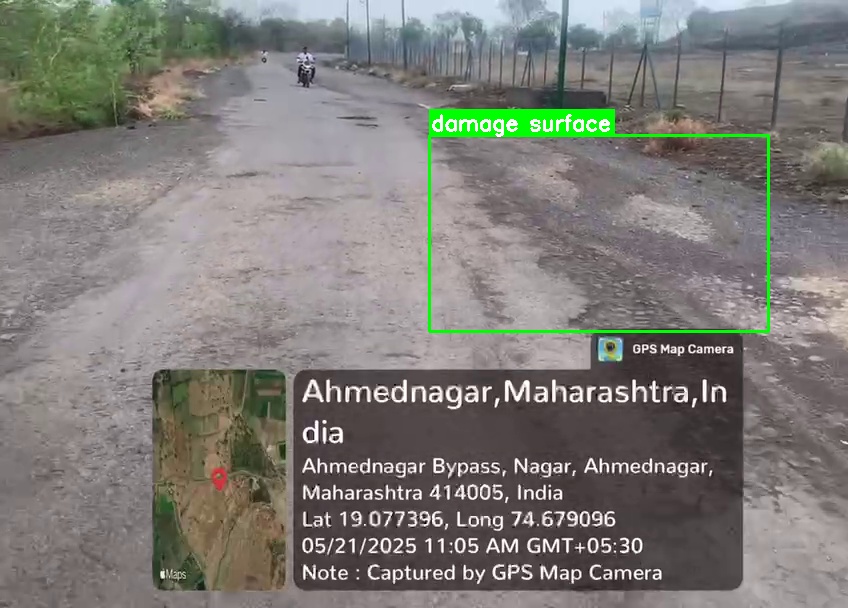 damage surface
GPS Map Camera
Ahmednagar,Maharashtra,In
dia
Ahmednagar Bypass, Nagar, Ahmednagar,
Maharashtra 414005, India
Lat 19.077396, Long 74.679096
05/21/2025 11:05 AM GMT+05:30
Note : Captured by GPS Map Camera
Maps